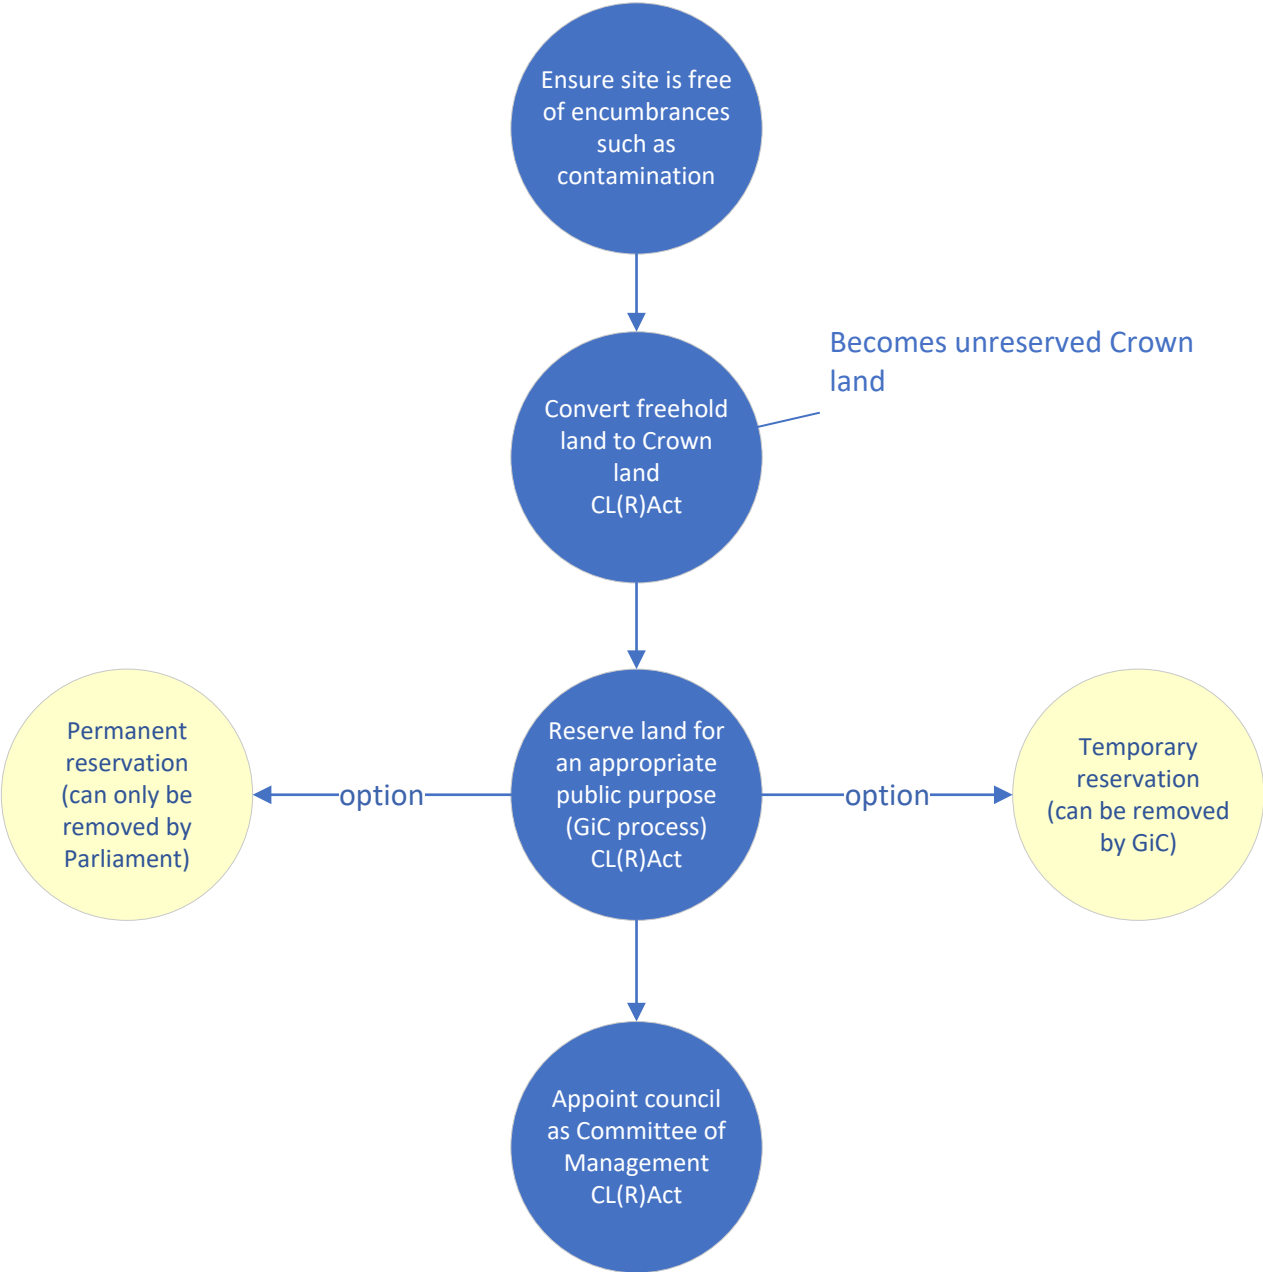 Ensure site is free
of encumbrances
such as
contamination
Becomes unreserved Crown
land
Convert freehold
land to Crown
land
CL(R)Act
Permanent
reservation
(can only be
removed by
Parliament)
option
Reserve land for
an appropriate
public purpose
(GiC process)
CL(R)Act
option
Temporary
reservation
(can be removed
by GiC)
Appoint council
as Committee of
Management
CL(R)Act